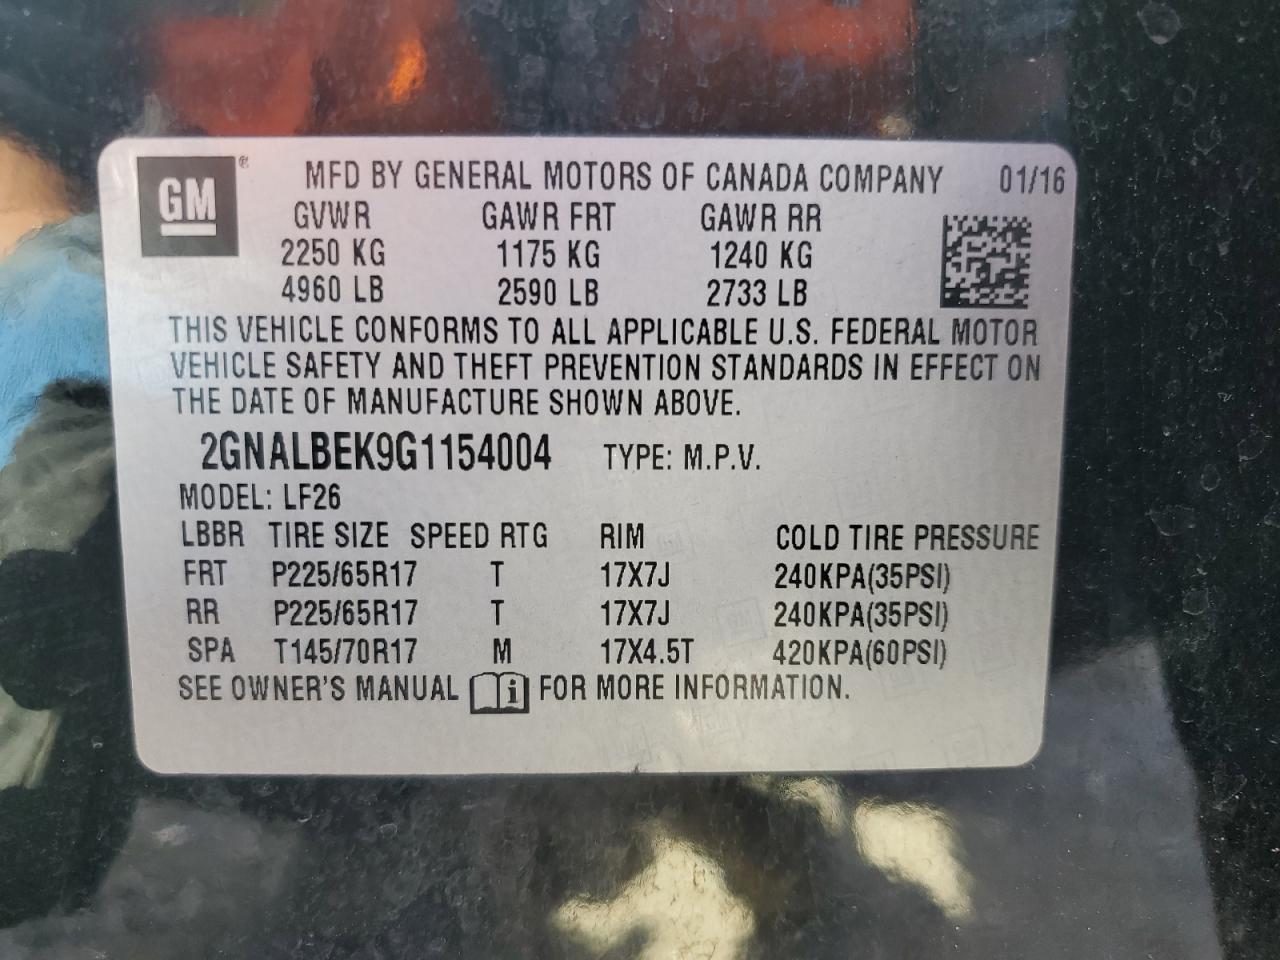 GM ® MFD BY GENERAL MOTORS OF CANADA COMPANY 01/16
GVWR GAWR FRT GAWR RR
2250 KG 1175 KG 1240 KG
4960 LB 2590 LB 2733 LB
THIS VEHICLE CONFORMS TO ALL APPLICABLE U.S. FEDERAL MOTOR
VEHICLE SAFETY AND THEFT PREVENTION STANDARDS IN EFFECT ON
THE DATE OF MANUFACTURE SHOWN ABOVE.
2GNALBEK9G1154004 TYPE: M.P.V.
MODEL: LF26
LBBR TIRE SIZE SPEED RTG RIM COLD TIRE PRESSURE
FRT P225/65R17 T 17X7J 240KPA(35PSI)
RR P225/65R17 T 17X7J 240KPA(35PSI)
SPA T145/70R17 M 17X4.5T 420KPA(60PSI)
SEE OWNER'S MANUAL i FOR MORE INFORMATION.